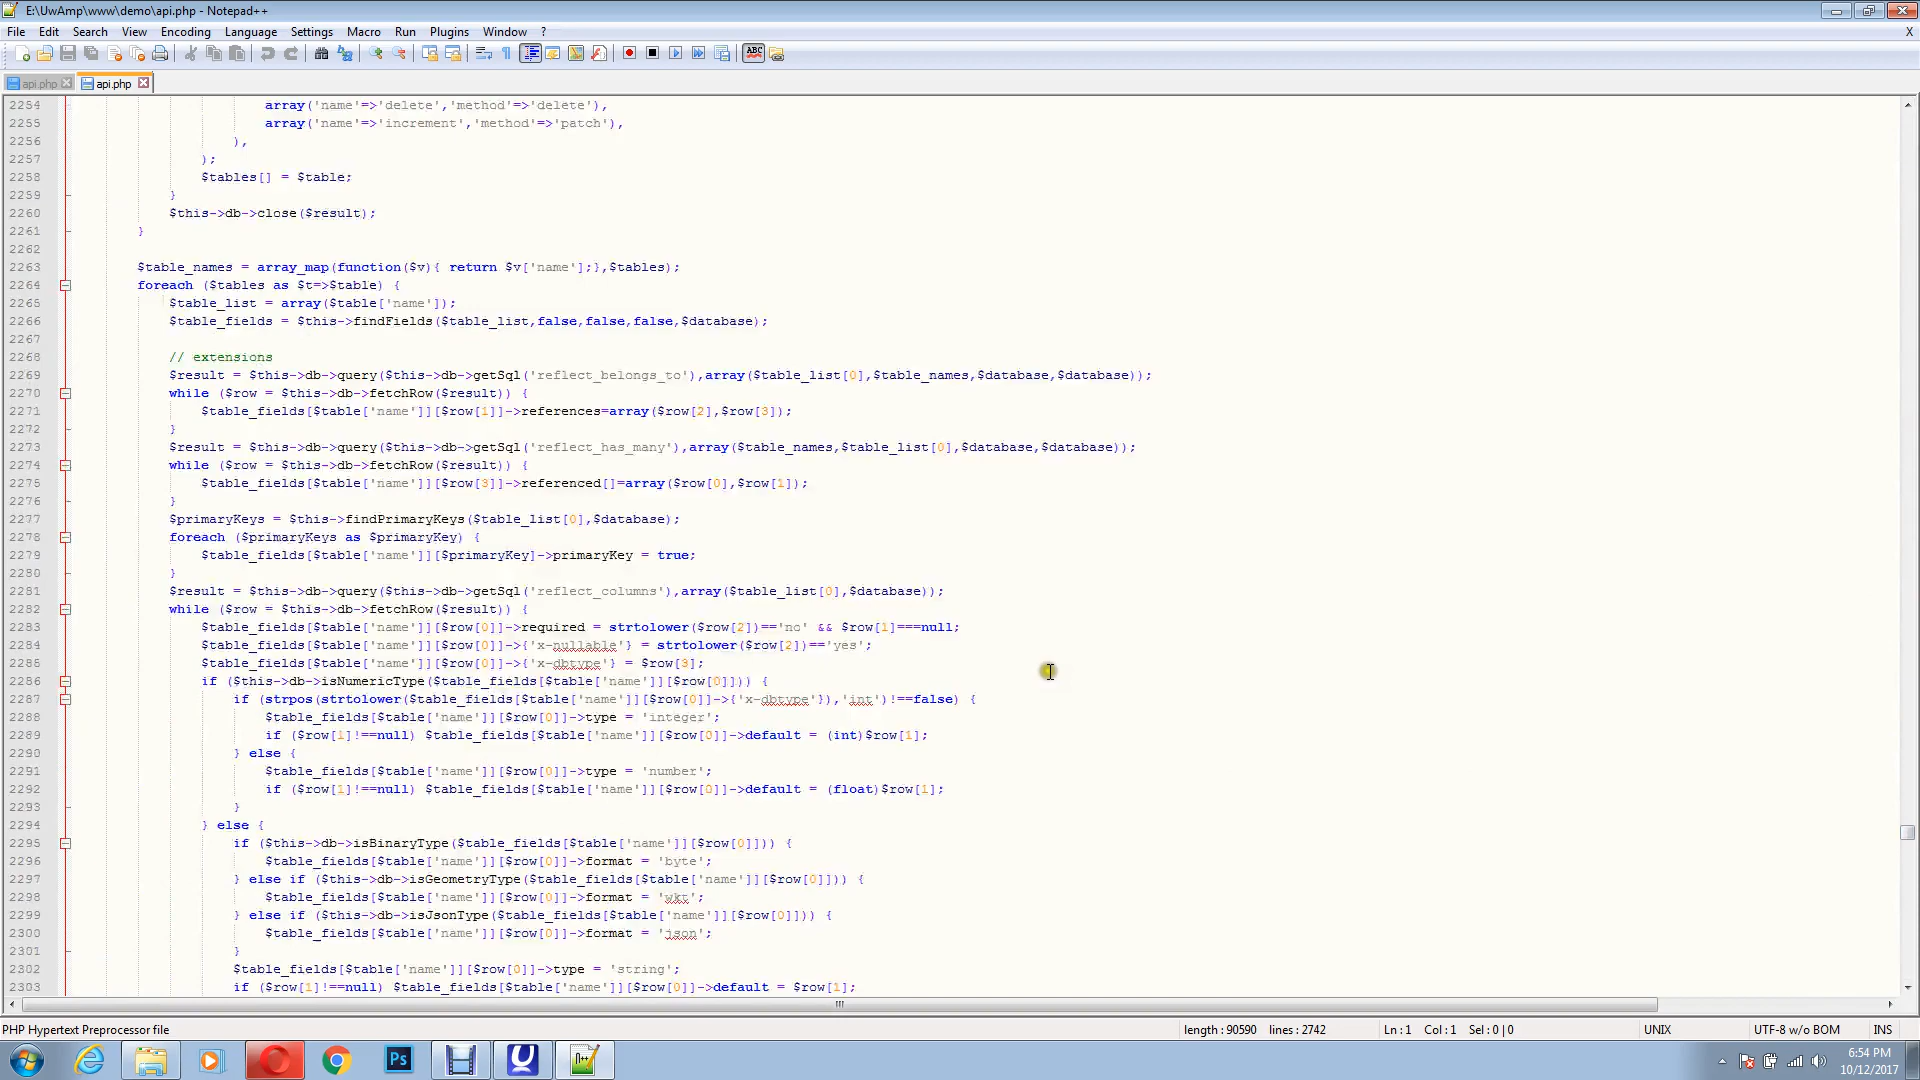 E:\UwAmp\www\demo\api.php - Notepad++
File Edit Search View Encoding Language Settings Macro Run Plugins Window ? X
ABC
api.php api.php
2254 array('name'=>'delete','method'=>'delete'),
2255 array('name'=>'increment','method'=>'patch'),
2256 ),
2257 );
2258 $tables[] = $table;
2259 }
2260 $this->db->close($result);
2261 }
2262
2263 $table_names = array_map(function($v){ return $v['name'];},$tables);
2264 foreach ($tables as $t=>$table) {
2265 $table_list = array($table['name']);
2266 $table_fields = $this->findFields($table_list,false,false,false,$database);
2267
2268 // extensions
2269 $result = $this->db->query($this->db->getSql('reflect_belongs_to'),array($table_list[0],$table_names,$database,$database));
2270 while ($row = $this->db->fetchRow($result)) {
2271 $table_fields[$table['name']][$row[1]]->references=array($row[2],$row[3]);
2272 }
2273 $result = $this->db->query($this->db->getSql('reflect_has_many'),array($table_names,$table_list[0],$database,$database));
2274 while ($row = $this->db->fetchRow($result)) {
2275 $table_fields[$table['name']][$row[3]]->referenced[]=array($row[0],$row[1]);
2276 }
2277 $primaryKeys = $this->findPrimaryKeys($table_list[0],$database);
2278 foreach ($primaryKeys as $primaryKey) {
2279 $table_fields[$table['name']][$primaryKey]->primaryKey = true;
2280 }
2281 $result = $this->db->query($this->db->getSql('reflect_columns'),array($table_list[0],$database));
2282 while ($row = $this->db->fetchRow($result)) {
2283 $table_fields[$table['name']][$row[0]]->required = strtolower($row[2])=='no' && $row[1]===null;
2284 $table_fields[$table['name']][$row[0]]->{'x-nullable'} = strtolower($row[2])=='yes';
2285 $table_fields[$table['name']][$row[0]]->{'x-dbtype'} = $row[3];
2286 if ($this->db->isNumericType($table_fields[$table['name']][$row[0]])) {
2287 if (strpos(strtolower($table_fields[$table['name']][$row[0]]->{'x-dbtype'}),'int')!==false) {
2288 $table_fields[$table['name']][$row[0]]->type = 'integer';
2289 if ($row[1]!==null) $table_fields[$table['name']][$row[0]]->default = (int)$row[1];
2290 } else {
2291 $table_fields[$table['name']][$row[0]]->type = 'number';
2292 if ($row[1]!==null) $table_fields[$table['name']][$row[0]]->default = (float)$row[1];
2293 }
2294 } else {
2295 if ($this->db->isBinaryType($table_fields[$table['name']][$row[0]])) {
2296 $table_fields[$table['name']][$row[0]]->format = 'byte';
2297 } else if ($this->db->isGeometryType($table_fields[$table['name']][$row[0]])) {
2298 $table_fields[$table['name']][$row[0]]->format = 'wkt';
2299 } else if ($this->db->isJsonType($table_fields[$table['name']][$row[0]])) {
2300 $table_fields[$table['name']][$row[0]]->format = 'json';
2301 }
2302 $table_fields[$table['name']][$row[0]]->type = 'string';
2303 if ($row[1]!==null) $table_fields[$table['name']][$row[0]]->default = $row[1];
PHP Hypertext Preprocessor file length : 90590 lines : 2742 Ln : 1 Col : 1 Sel : 0 | 0 UNIX UTF-8 w/o BOM INS
Ps
6:54 PM
10/12/2017